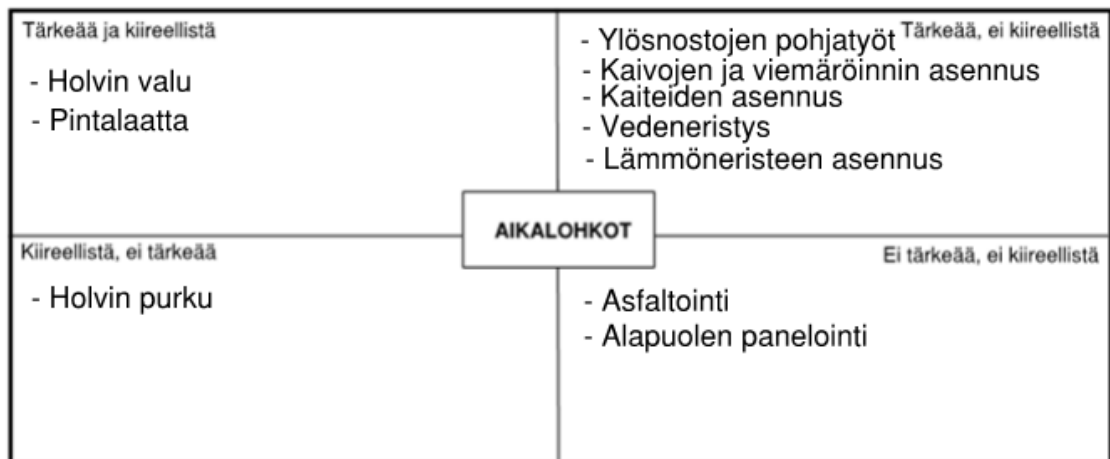 Tärkeää ja kiireellistä
- Holvin valu
- Pintalaatta
Tärkeää, ei kiireellistä
- Ylösnostojen pohjatyöt
- Kaivojen ja viemäröinnin asennus
- Kaiteiden asennus
- Vedeneristys
- Lämmöneristeen asennus
AIKALOHKOT
Kiireellistä, ei tärkeää
- Holvin purku
Ei tärkeää, ei kiireellistä
- Asfaltointi
- Alapuolen panelointi